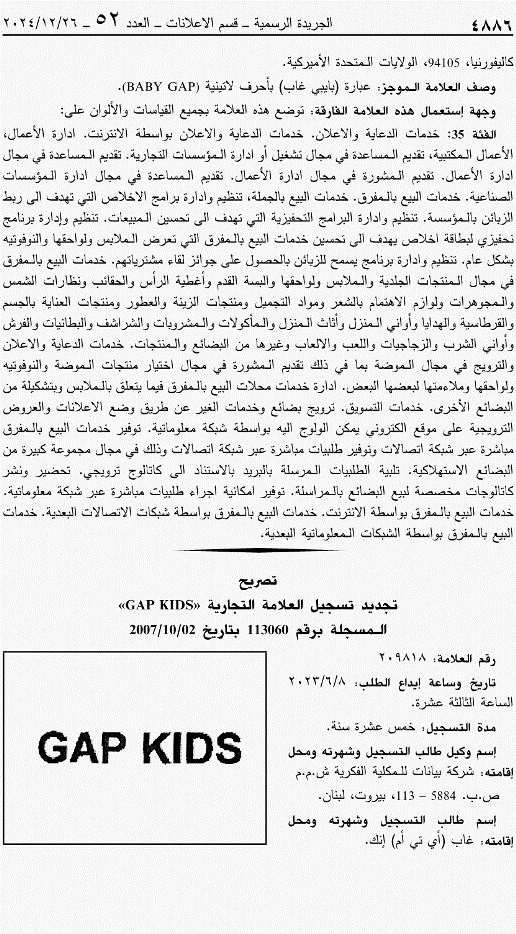 ٤٨٨٦ الجريدة الرسمية ـ قسم الاعلانات ـ العدد ٥٢ ـ ٢٠٢٤/١٢/٢٦
كاليفورنيا، 94105، الولايات المتحدة الأميركية.
وصف العلامة الموجز: عبارة (بايبي غاب) بأحرف لاتينية (BABY GAP).
وجهة إستعمال هذه العلامة الفارقة: توضع هذه العلامة بجميع القياسات والألوان على:
الفئة 35: خدمات الدعاية والاعلان. خدمات الدعاية والاعلان بواسطة الانترنت. ادارة الأعمال،
الأعمال المكتبية، تقديم المساعدة في مجال تشغيل أو ادارة المؤسسات التجارية. تقديم المساعدة في مجال
ادارة الأعمال. تقديم المشورة في مجال ادارة الأعمال. تقديم المساعدة في مجال ادارة المؤسسات
الصناعية. خدمات البيع بالمفرق. خدمات البيع بالجملة، تنظيم وادارة برامج الاخلاص التي تهدف الى ربط
الزبائن بالمؤسسة. تنظيم وادارة البرامج التحفيزية التي تهدف الى تحسين المبيعات. تنظيم وإدارة برنامج
تحفيزي لبطاقة اخلاص يهدف الى تحسين خدمات البيع بالمفرق التي تعرض الملابس ولواحقها والنوفوتيه
بشكل عام. تنظيم وادارة برنامج يسمح للزبائن بالحصول على جوائز لقاء مشترياتهم. خدمات البيع بالمفرق
في مجال المنتجات الجلدية والملابس ولواحقها والبسة القدم وأغطية الرأس والحقائب ونظارات الشمس
والمجوهرات ولوازم الاهتمام بالشعر ومواد التجميل ومنتجات الزينة والعطور ومنتجات العناية بالجسم
والقرطاسية والهدايا وأواني المنزل وأثاث المنزل والمأكولات والمشروبات والشراشف والبطانيات والفرش
وأواني الشرب والزجاجيات واللعب والالعاب وغيرها من البضائع والمنتجات. خدمات الدعاية والاعلان
والترويج في مجال الموضة بما في ذلك تقديم المشورة في مجال اختيار منتجات الموضة والنوفوتيه
ولواحقها وملاءمتها لبعضها البعض. ادارة خدمات محلات البيع بالمفرق فيما يتعلق بالملابس وبتشكيلة من
البضائع الأخرى. خدمات التسويق. ترويج بضائع وخدمات الغير عن طريق وضع الاعلانات والعروض
الترويجية على موقع الكتروني يمكن الولوج اليه بواسطة شبكة معلوماتية. توفير خدمات البيع بالمفرق
مباشرة عبر شبكة اتصالات وتوفير طلبيات مباشرة عبر شبكة اتصالات وذلك في مجال مجموعة كبيرة من
البضائع الاستهلاكية. تلبية الطلبيات المرسلة بالبريد بالاستناد الى كاتالوج ترويجي. تحضير ونشر
كاتالوجات مخصصة لبيع البضائع بالمراسلة. توفير امكانية اجراء طلبيات مباشرة عبر شبكة معلوماتية.
خدمات البيع بالمفرق بواسطة الانترنت. خدمات البيع بالمفرق بواسطة شبكات الاتصالات البعدية. خدمات
البيع بالمفرق بواسطة الشبكات المعلوماتية البعدية.
تصريح
تجديد تسجيل العلامة التجارية «GAP KIDS»
المسجلة برقم 113060 بتاريخ 2007/10/02
رقم العلامة: ٢٠٩٨١٨
تاريخ وساعة إيداع الطلب: ٢٠٢٣/٦/٨
الساعة الثالثة عشرة.
مدة التسجيل: خمس عشرة سنة.
إسم وكيل طالب التسجيل وشهرته ومحل
إقامته: شركة بيانات للمكلية الفكرية ش.م.م
ص.ب. 5884 – 113، بيروت، لبنان.
إسم طالب التسجيل وشهرته ومحل
إقامته: غاب (أي تي أم) إنك.
GAP KIDS